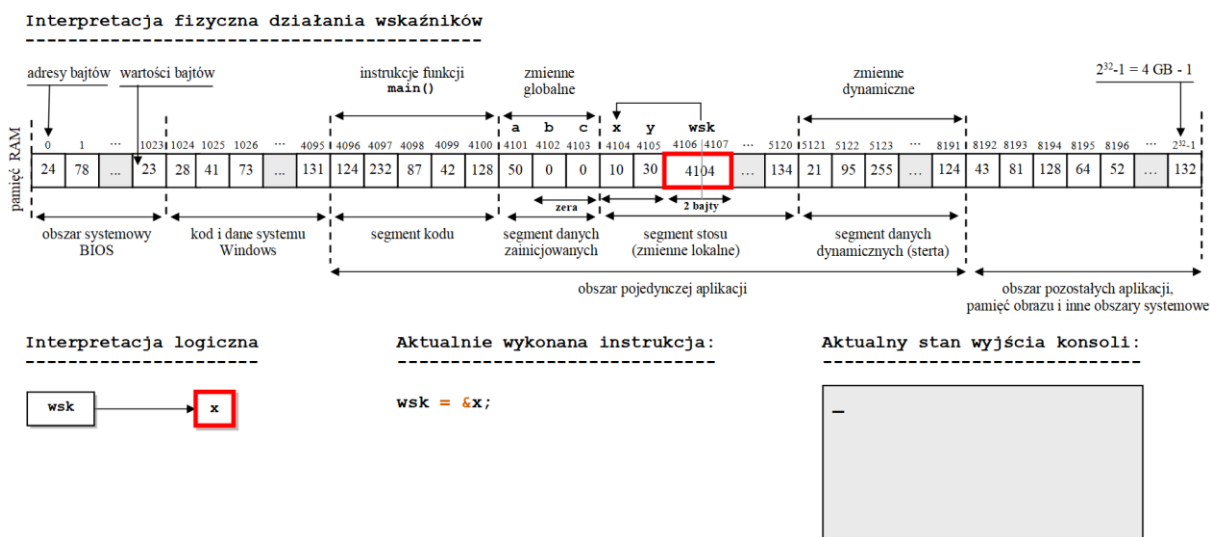 Interpretacja fizyczna działania wskaźników
adresy bajtów wartości bajtów instrukcje funkcji zmienne zmienne 2³²-1 = 4 GB - 1
main() globalne dynamiczne
a b c x y wsk
0 1 ... 1023 1024 1025 1026 ... 4095 4096 4097 4098 4099 4100 4101 4102 4103 4104 4105 4106 4107 ... 5120 5121 5122 5123 ... 8191 8192 8193 8194 8195 8196 ... 2³²-1
pamięć RAM
24 78 ... 23 28 41 73 ... 131 124 232 87 42 128 50 0 0 10 30 4104 ... 134 21 95 255 ... 124 43 81 128 64 52 ... 132
zera 2 bajty
obszar systemowy kod i dane systemu segment kodu segment danych segment stosu segment danych
BIOS Windows zainicjowanych (zmienne lokalne) dynamicznych (sterta)
obszar pojedynczej aplikacji obszar pozostałych aplikacji,
pamięć obrazu i inne obszary systemowe
Interpretacja logiczna Aktualnie wykonana instrukcja: Aktualny stan wyjścia konsoli:
wsk x wsk = &x; _